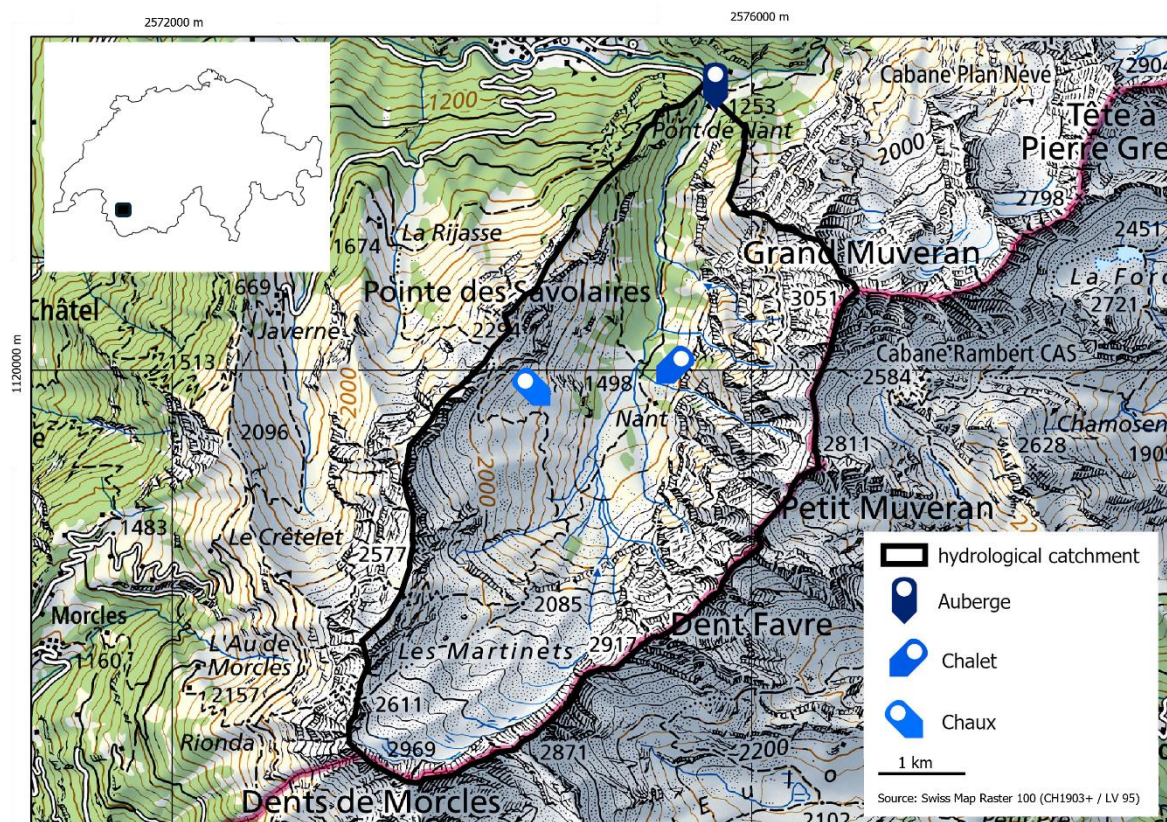 2572000 m
2576000 m
1120000 m
Cabane Plan Névé
2904
1200
1253
Pont de Nant
Tête à
Pierre Gre
2000
2798
La Rijasse
1674
Grand Muveran
2451
La For
1669
Pointe des Savolaires
3051
2721
Châtel
Javerne
2294
1513
Cabane Rambert CAS
2000
1498
2584
Nant
Chamosen
2096
2628
1905
2811
2000
Petit Muveran
1483
Le Crêtelet
2577
2085
Morcles
Dent Favre
L'Au de
Morcles
2917
1160
Les Martinets
2157
2611
Rionda
2969
2871
2200
Dents de Morcles
2102
hydrological catchment
Auberge
Chalet
Chaux
1 km
Source: Swiss Map Raster 100 (CH1903+ / LV 95)